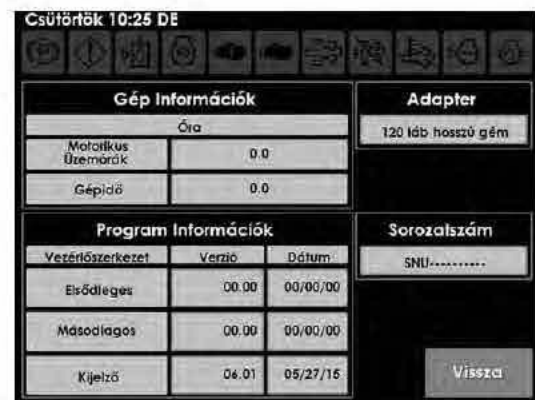 Csütörtök 10:25 DE
Gép Információk
Óra
Motorikus
Üzemórák
0.0
Gépidő
0.0
Adapter
120 láb hosszú gém
Program Információk
Vezérlőszerkezet Verzió Dátum
Elsődleges 00.00 00/00/00
Másodlagos 00.00 00/00/00
Kijelző 06.01 05/27/15
Sorozatszám
SNU----------
Vissza